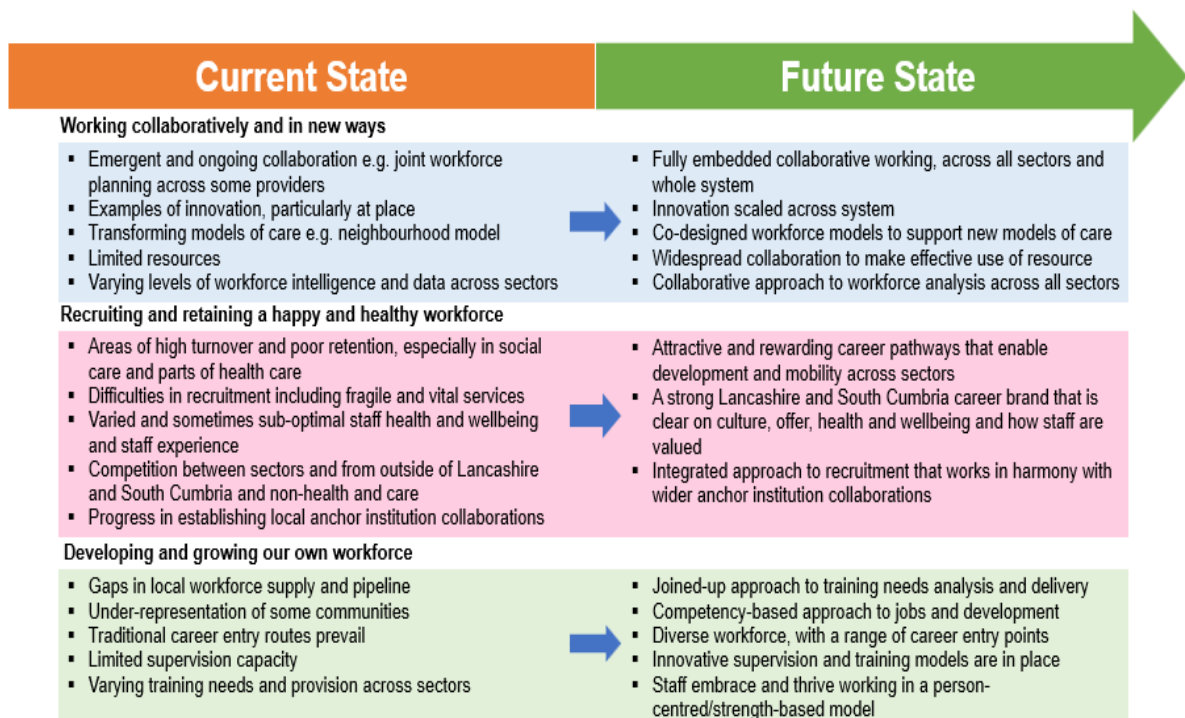 Current State
Future State
Working collaboratively and in new ways
▪ Emergent and ongoing collaboration e.g. joint workforce
planning across some providers
▪ Examples of innovation, particularly at place
▪ Transforming models of care e.g. neighbourhood model
▪ Limited resources
▪ Varying levels of workforce intelligence and data across sectors
▪ Fully embedded collaborative working, across all sectors and
whole system
▪ Innovation scaled across system
▪ Co-designed workforce models to support new models of care
▪ Widespread collaboration to make effective use of resource
▪ Collaborative approach to workforce analysis across all sectors
Recruiting and retaining a happy and healthy workforce
▪ Areas of high turnover and poor retention, especially in social
care and parts of health care
▪ Difficulties in recruitment including fragile and vital services
▪ Varied and sometimes sub-optimal staff health and wellbeing
and staff experience
▪ Competition between sectors and from outside of Lancashire
and South Cumbria and non-health and care
▪ Progress in establishing local anchor institution collaborations
▪ Attractive and rewarding career pathways that enable
development and mobility across sectors
▪ A strong Lancashire and South Cumbria career brand that is
clear on culture, offer, health and wellbeing and how staff are
valued
▪ Integrated approach to recruitment that works in harmony with
wider anchor institution collaborations
Developing and growing our own workforce
▪ Gaps in local workforce supply and pipeline
▪ Under-representation of some communities
▪ Traditional career entry routes prevail
▪ Limited supervision capacity
▪ Varying training needs and provision across sectors
▪ Joined-up approach to training needs analysis and delivery
▪ Competency-based approach to jobs and development
▪ Diverse workforce, with a range of career entry points
▪ Innovative supervision and training models are in place
▪ Staff embrace and thrive working in a person-
centred/strength-based model